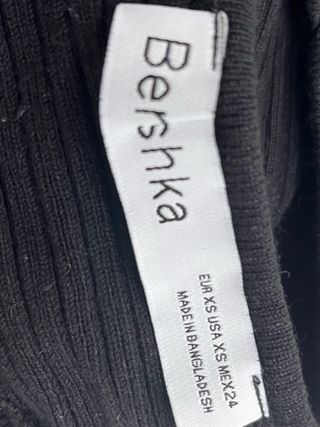 Bershka
EUR XS USA XS MEX24
MADE IN BANGLADESH